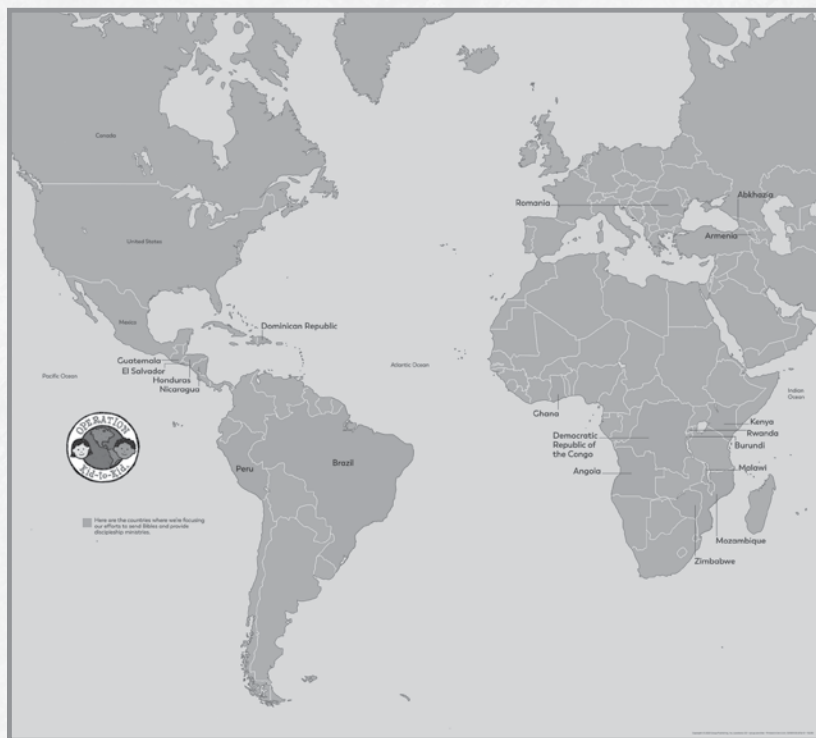 Canada
United States
Mexico
Pacific Ocean
Guatemala
El Salvador
Honduras
Nicaragua
Dominican Republic
Atlantic Ocean
Peru
Brazil
OPERATION
Kid-to-Kid
Here are the countries where we're focusing
our efforts to send Bibles and provide
discipleship ministries.
Romania
Abkhazia
Armenia
Indian
Ocean
Ghana
Democratic
Republic of
the Congo
Angola
Kenya
Rwanda
Burundi
Malawi
Mozambique
Zimbabwe